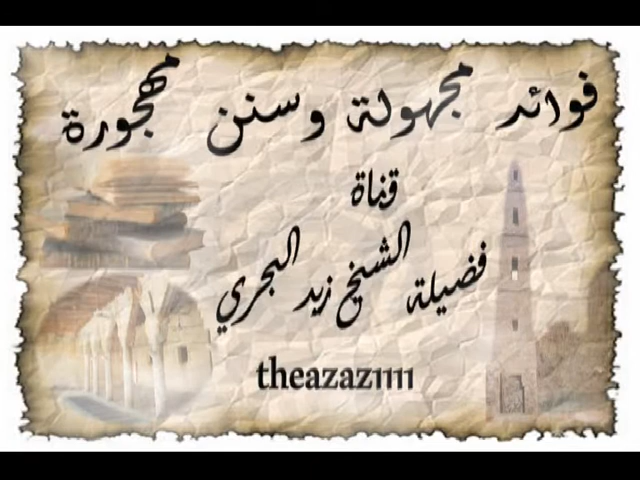 فوائد مجهولة وسنن مهجورة
قناة
فضيلة الشيخ زيد البحري
theazaz1111